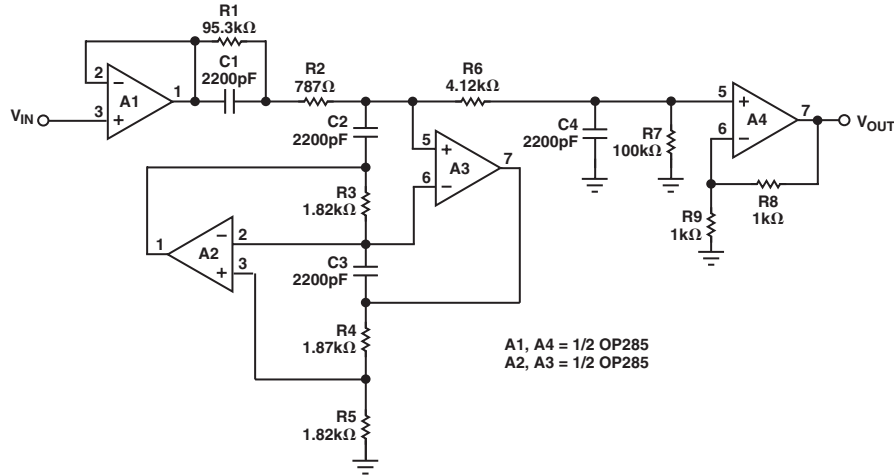 R1
95.3kΩ
C1
2200pF
2
–
A1
1
3
+
VIN
R2
787Ω
R6
4.12kΩ
C2
2200pF
5
+
A3
7
6
–
C4
2200pF
R7
100kΩ
5
+
A4
7
6
–
VOUT
R8
1kΩ
R9
1kΩ
R3
1.82kΩ
1
A2
–
2
+
3
C3
2200pF
R4
1.87kΩ
R5
1.82kΩ
A1, A4 = 1/2 OP285
A2, A3 = 1/2 OP285